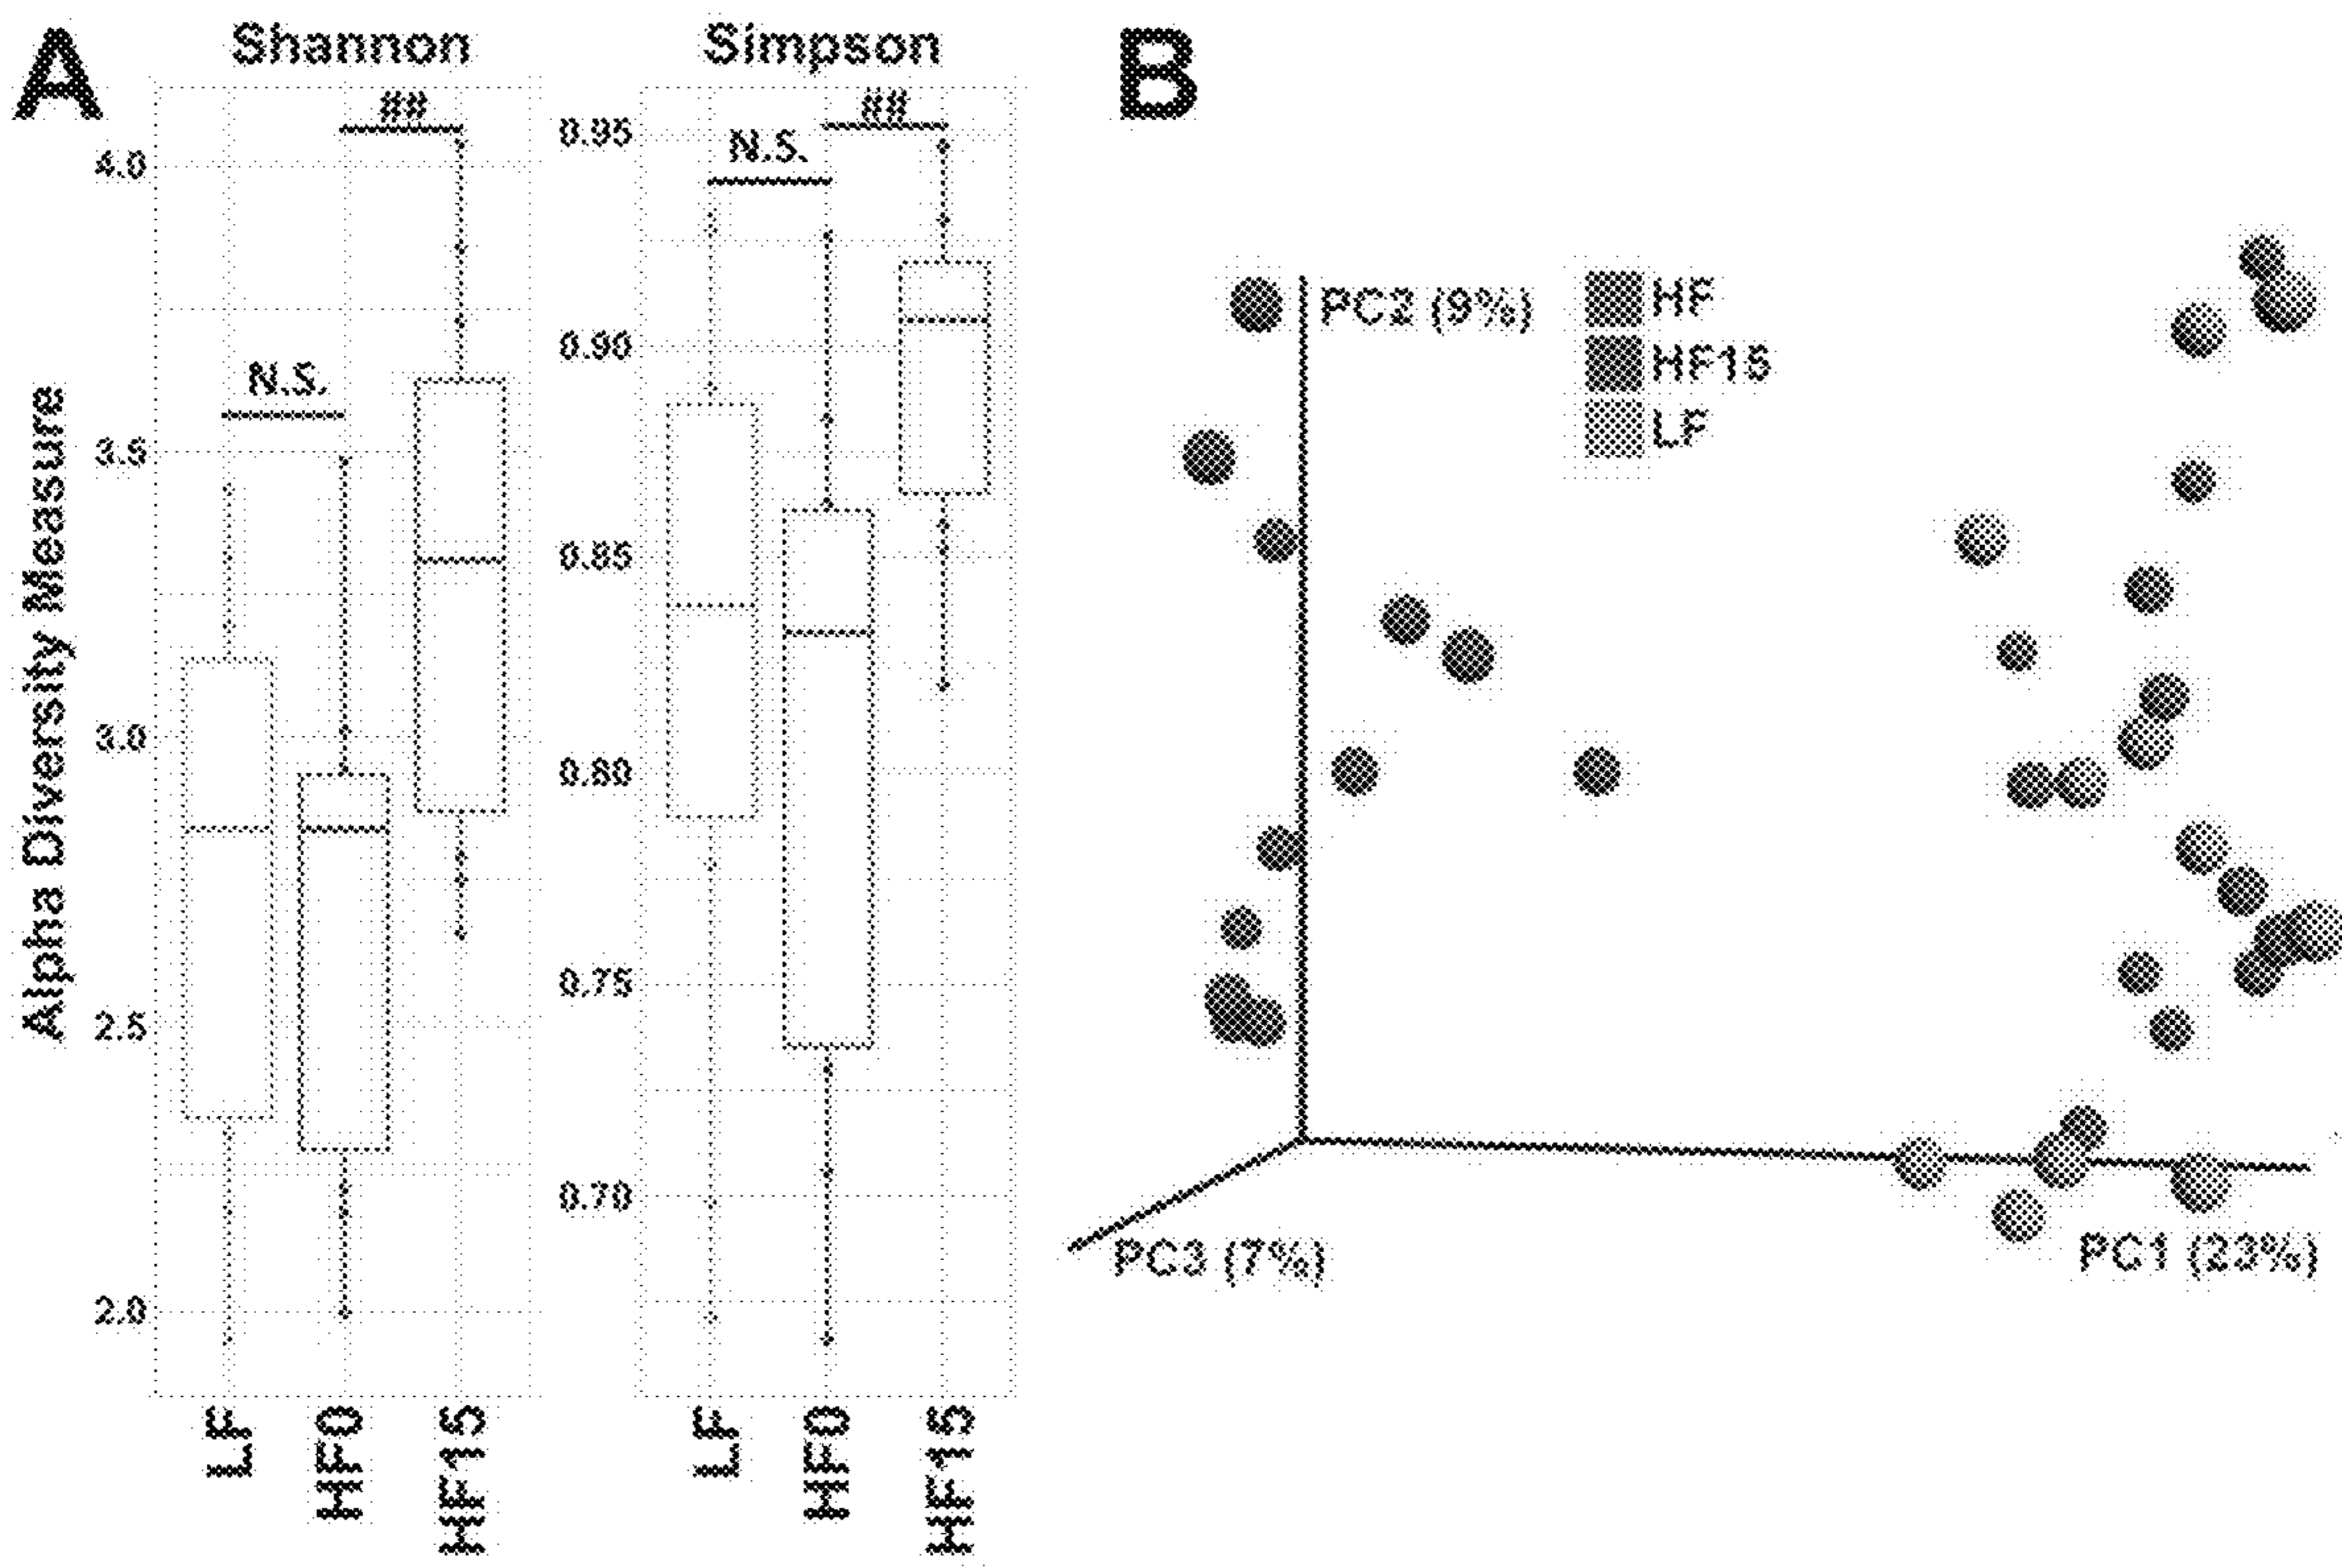 A
Shannon
Simpson
B
##
##
N.S.
N.S.
4.0
3.5
3.0
2.5
2.0
0.95
0.90
0.85
0.80
0.75
0.70
Alpha Diversity Measure
LF
HF0
HF15
LF
HF0
HF15
PC2 (9%)
HF
HF15
LF
PC3 (7%)
PC1 (23%)